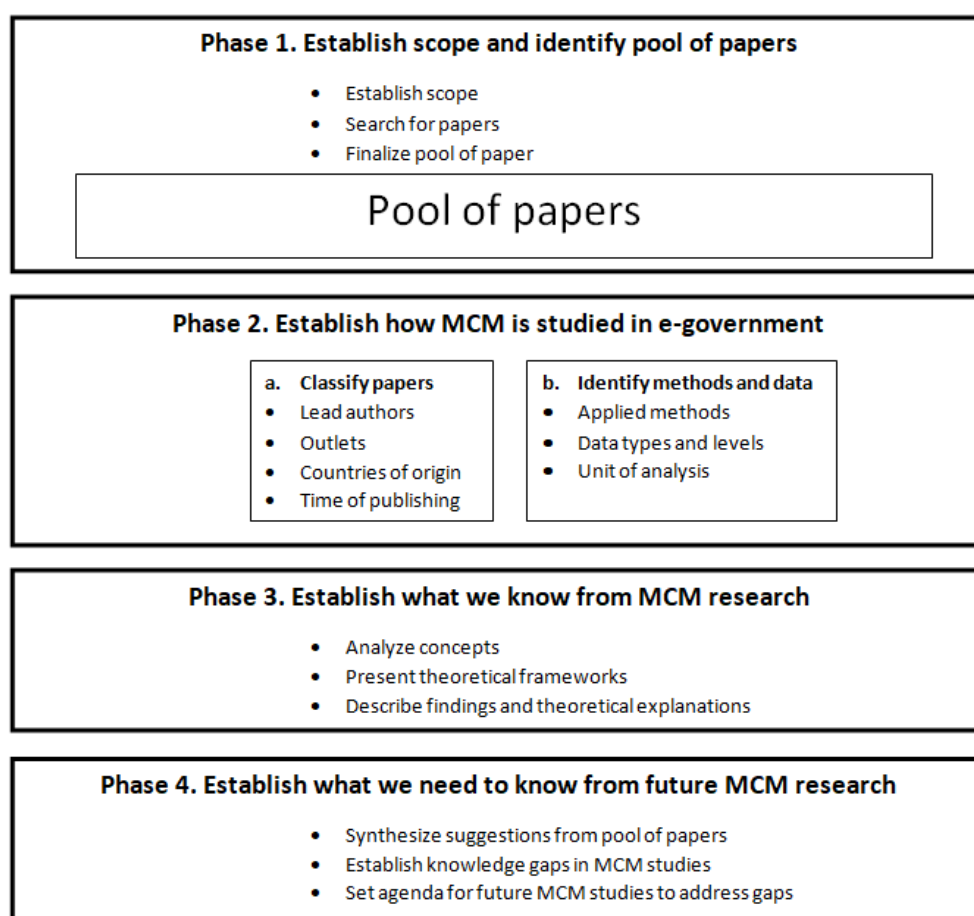 Phase 1. Establish scope and identify pool of papers
• Establish scope
• Search for papers
• Finalize pool of paper
Pool of papers
Phase 2. Establish how MCM is studied in e-government
a. Classify papers
• Lead authors
• Outlets
• Countries of origin
• Time of publishing
b. Identify methods and data
• Applied methods
• Data types and levels
• Unit of analysis
Phase 3. Establish what we know from MCM research
• Analyze concepts
• Present theoretical frameworks
• Describe findings and theoretical explanations
Phase 4. Establish what we need to know from future MCM research
• Synthesize suggestions from pool of papers
• Establish knowledge gaps in MCM studies
• Set agenda for future MCM studies to address gaps